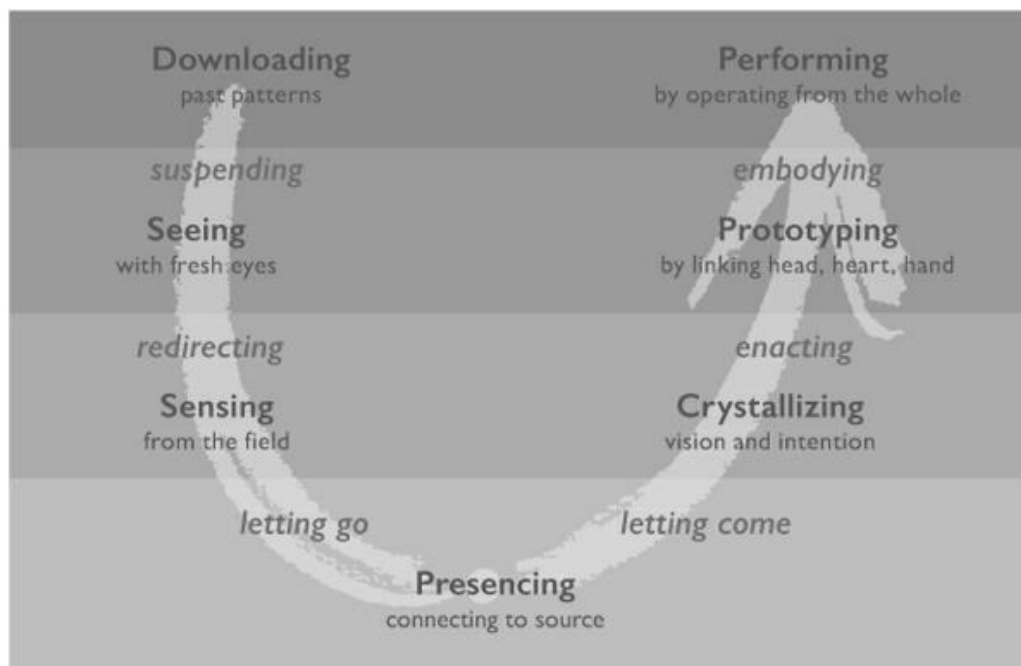 Downloading
past patterns
Performing
by operating from the whole
suspending
embodying
Seeing
with fresh eyes
Prototyping
by linking head, heart, hand
redirecting
enacting
Sensing
from the field
Crystallizing
vision and intention
letting go
letting come
Presencing
connecting to source